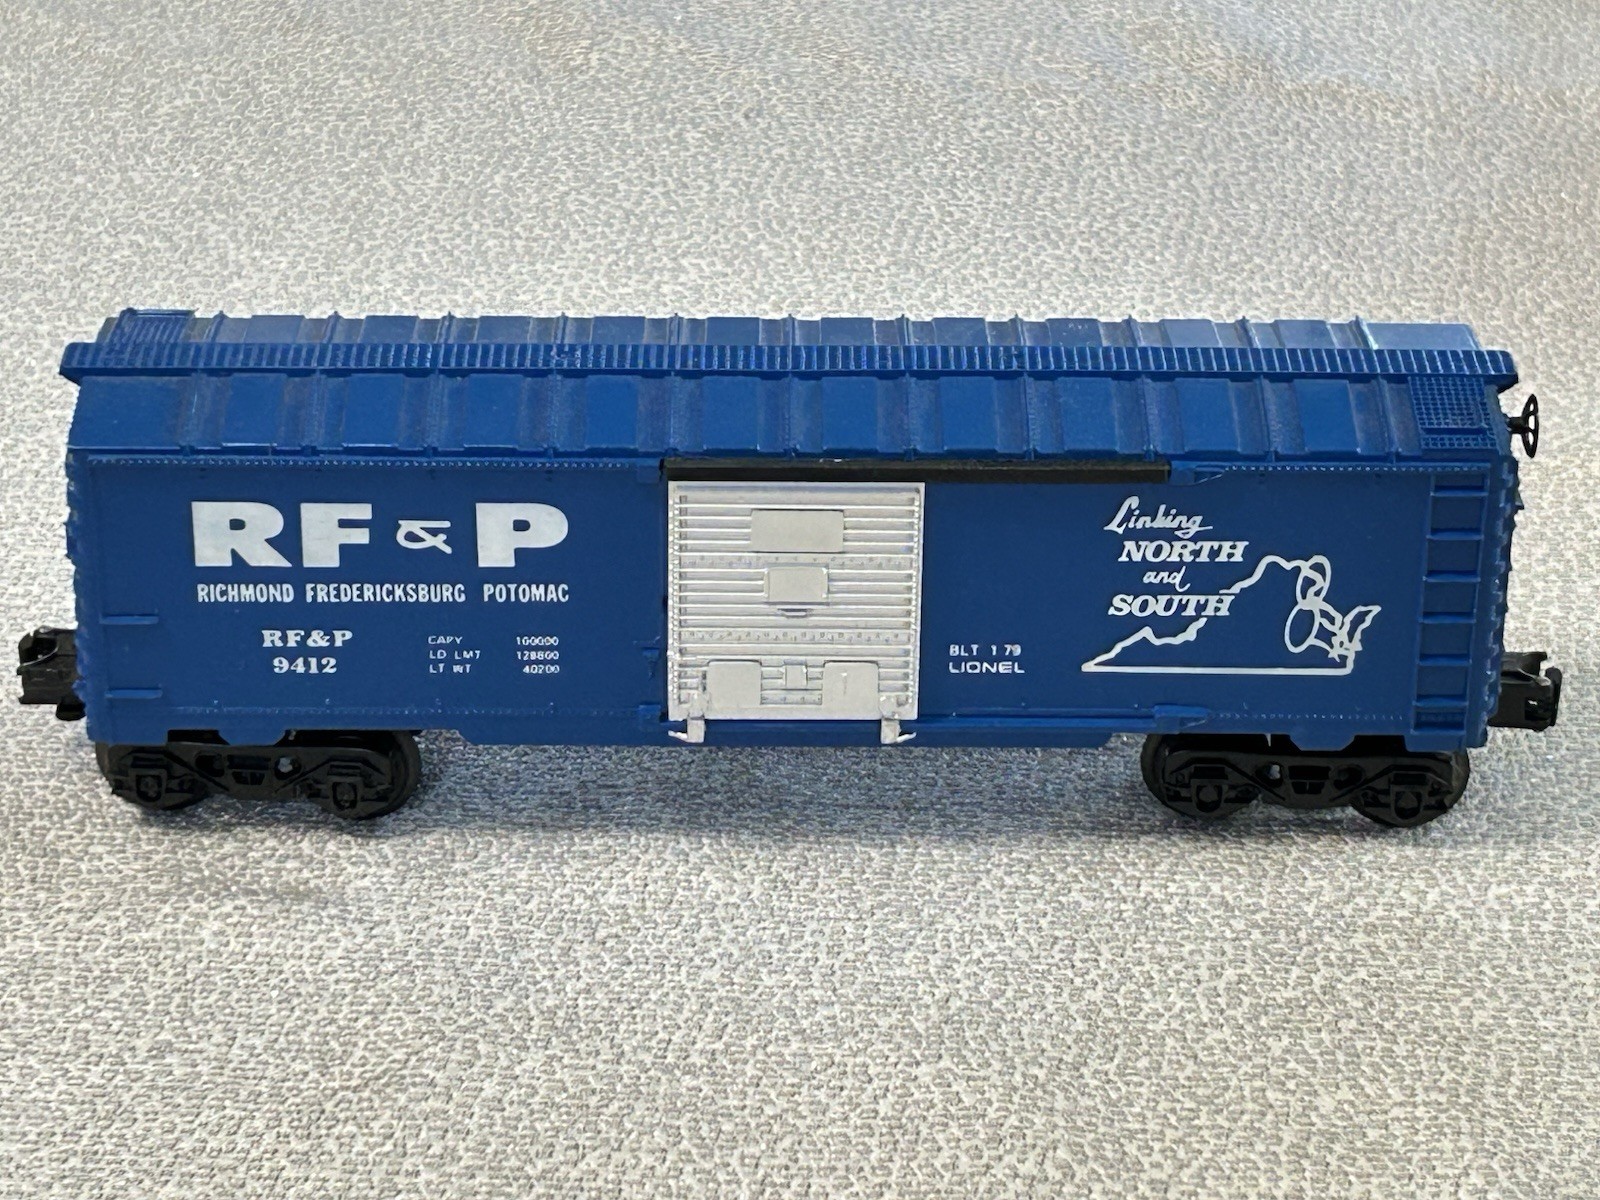 RF&P
RICHMOND FREDERICKSBURG POTOMAC
RF&P
9412
CAPY 100000
LD LMT 128800
LT WT 40200
BLT 1 79
LIONEL
Linking
NORTH
and
SOUTH